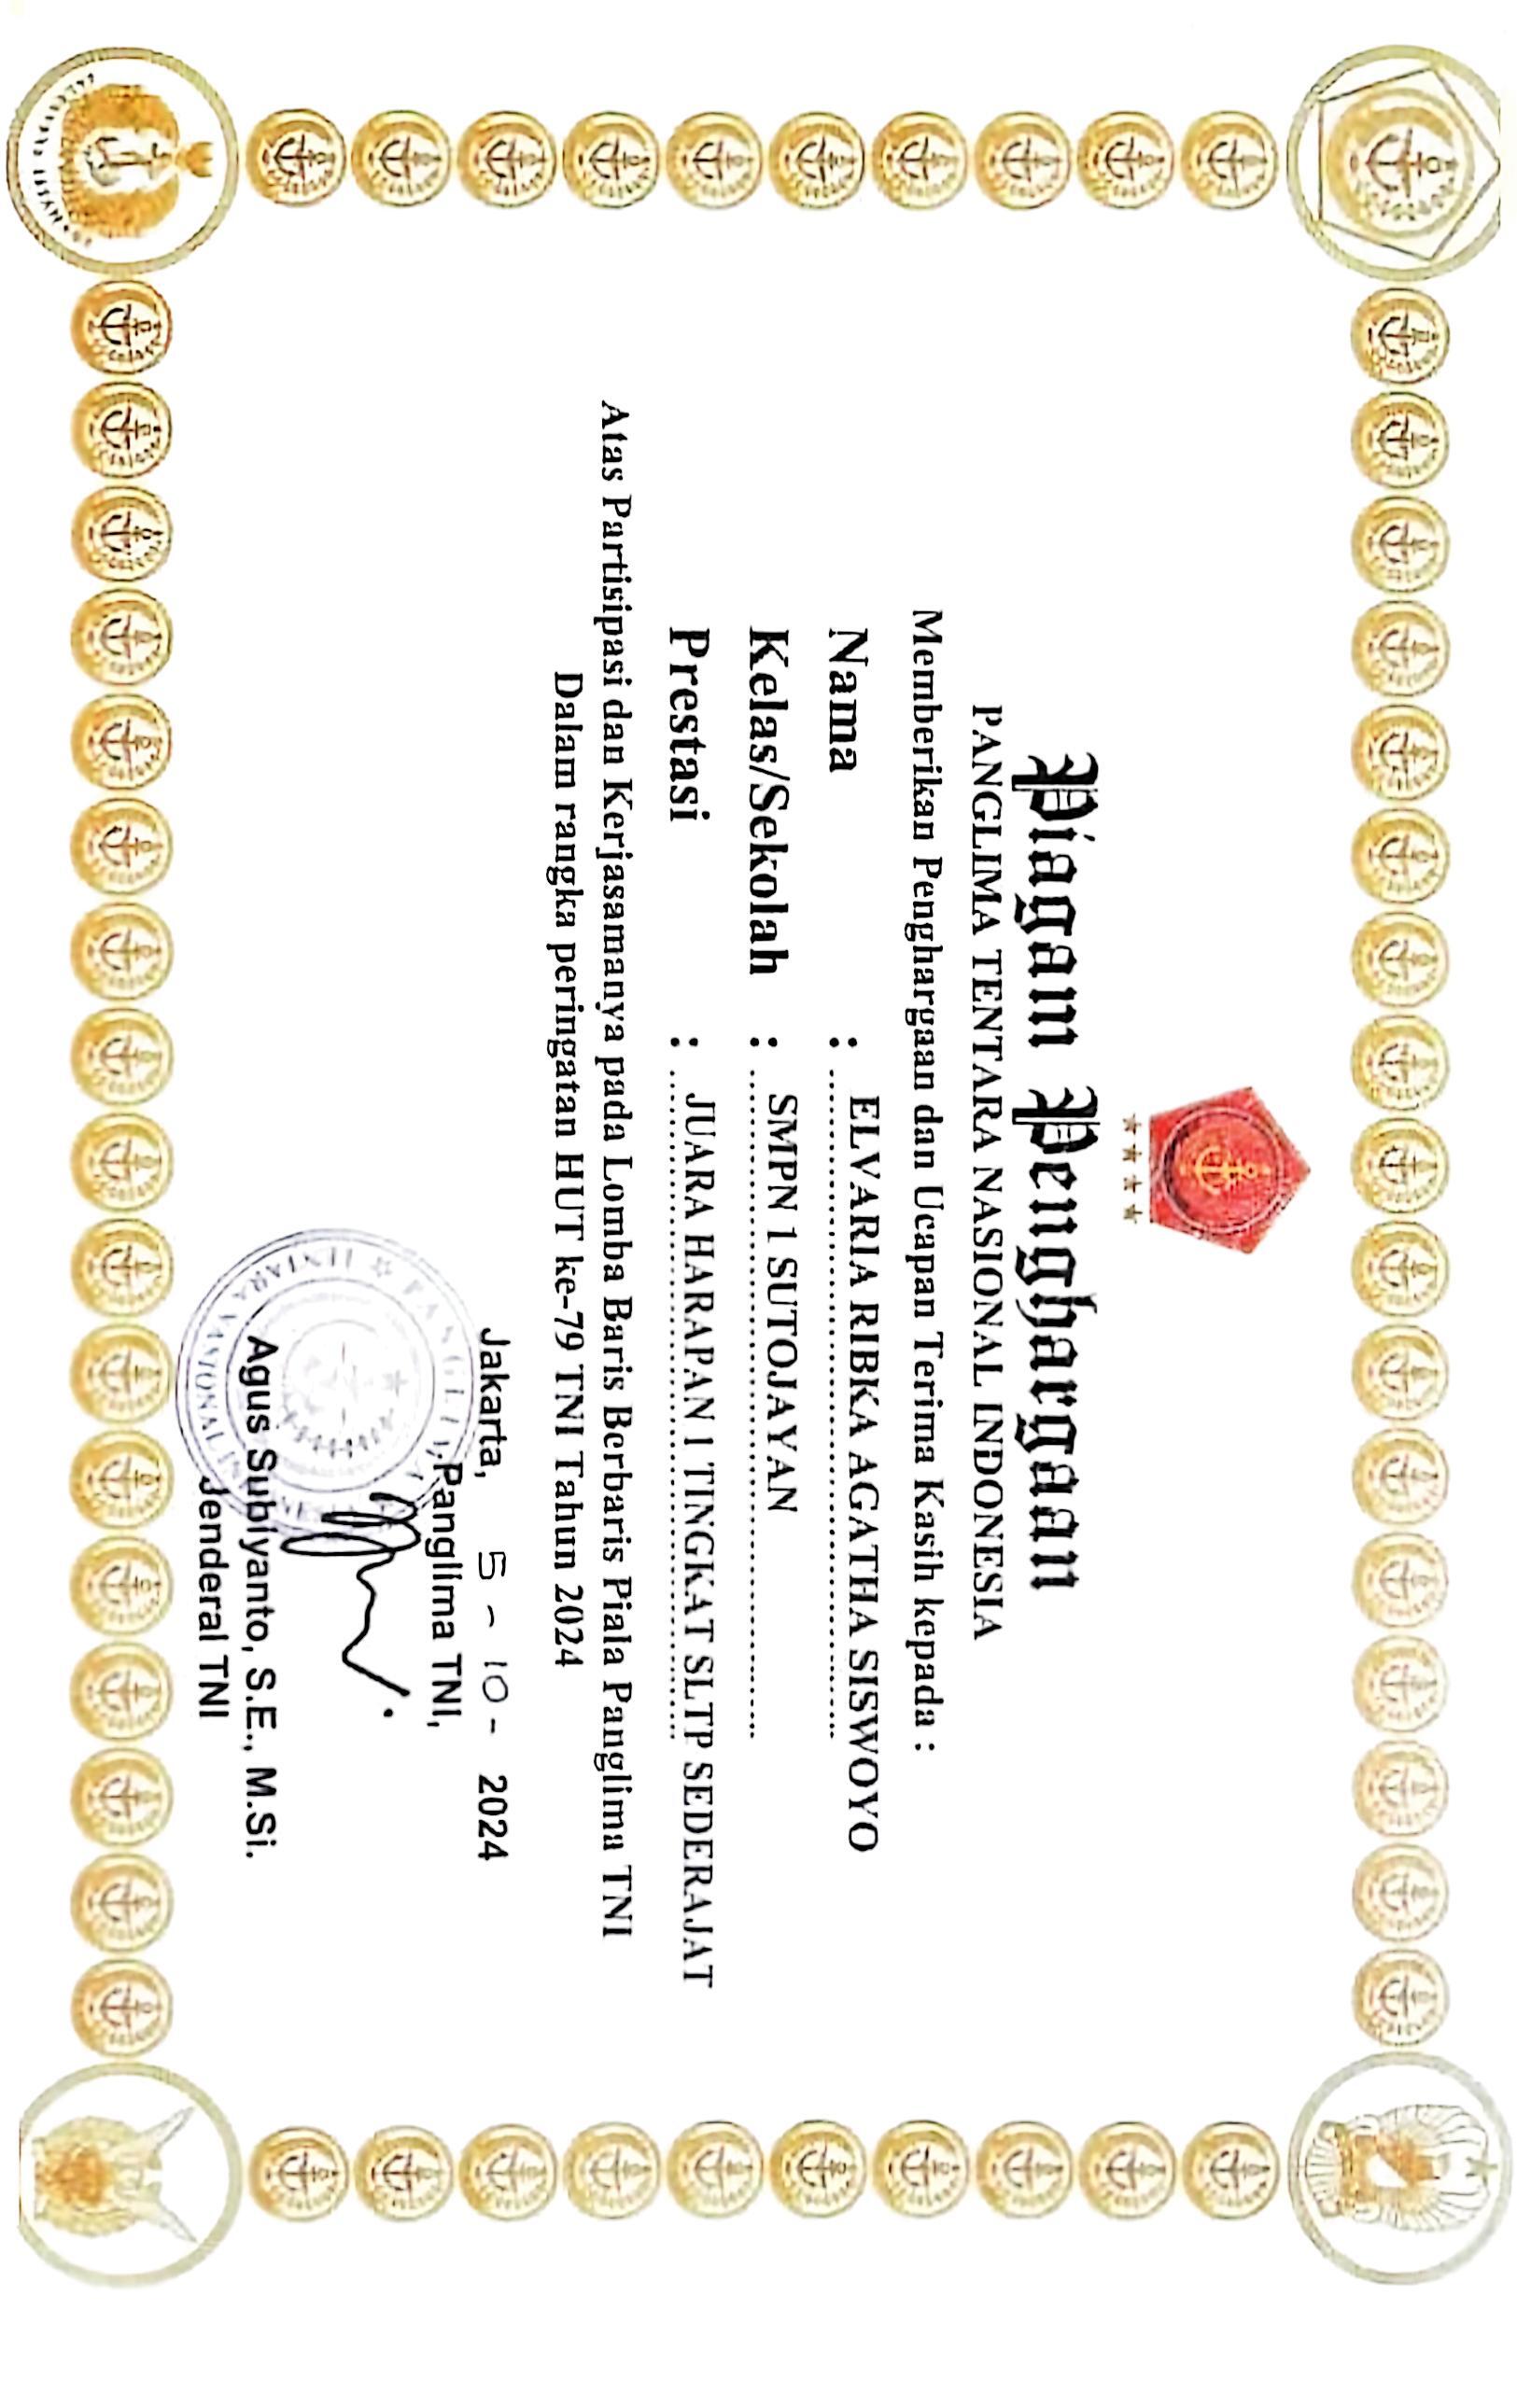 Piagam Penghargaan
PANGLIMA TENTARA NASIONAL INDONESIA
Memberikan Penghargaan dan Ucapan Terima Kasih kepada :
Nama : ELVARIA RIBKA AGATHA SISWOYO
Kelas/Sekolah : SMPN 1 SUTOJAYAN
Prestasi : JUARA HARAPAN 1 TINGKAT SLTP SEDERAJAT
Atas Partisipasi dan Kerjasamanya pada Lomba Baris Berbaris Piala Panglima TNI
Dalam rangka peringatan HUT ke-79 TNI Tahun 2024
Jakarta, 5 - 10 - 2024
Panglima TNI,
PANGLIMA
TENTARA NASIONAL
Agus Subiyanto, S.E., M.Si.
Jenderal TNI